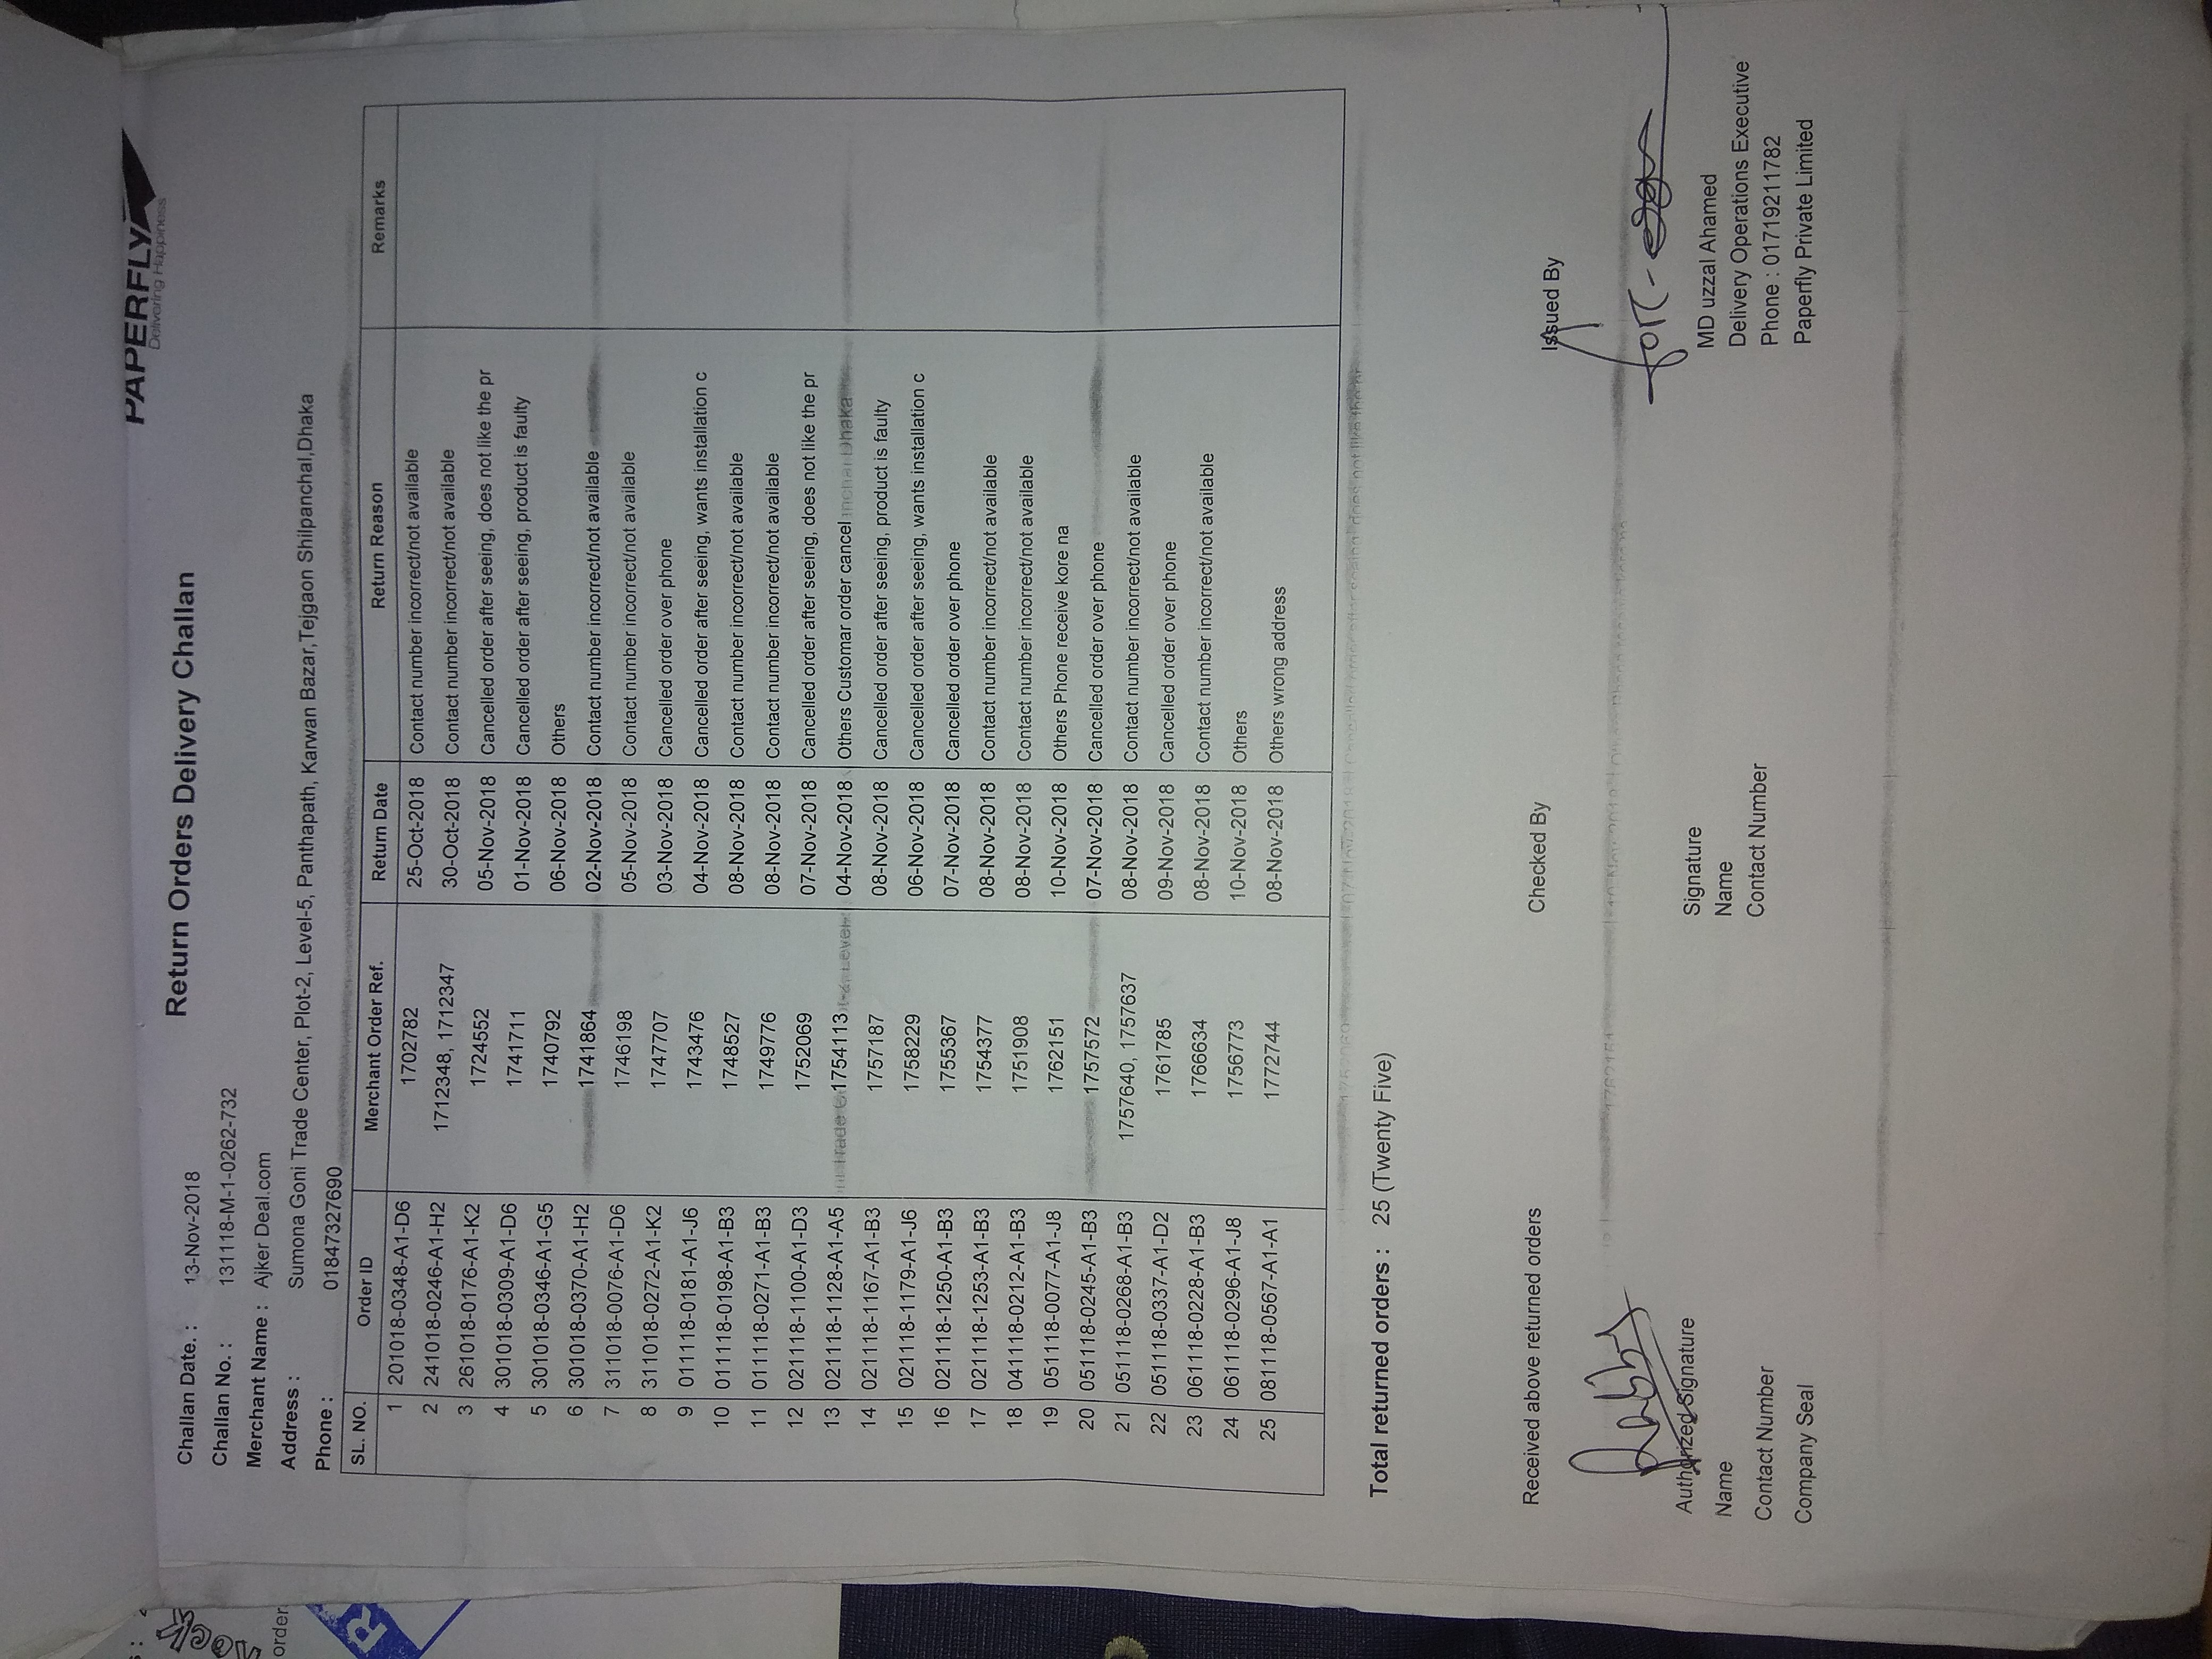 PAPERFLY
Delivering Happiness
Return Orders Delivery Challan
Challan Date. : 13-Nov-2018
Challan No. : 131118-M-1-0262-732
Merchant Name : Ajker Deal.com
Address : Sumona Goni Trade Center, Plot-2, Level-5, Panthapath, Karwan Bazar,Tejgaon Shilpanchal,Dhaka
Phone : 01847327690
SL. NO. Order ID Merchant Order Ref. Return Date Return Reason Remarks
1 201018-0348-A1-D6 1702782 25-Oct-2018 Contact number incorrect/not available
2 241018-0246-A1-H2 1712348, 1712347 30-Oct-2018 Contact number incorrect/not available
3 261018-0176-A1-K2 1724552 05-Nov-2018 Cancelled order after seeing, does not like the pr
4 301018-0309-A1-D6 1741711 01-Nov-2018 Cancelled order after seeing, product is faulty
5 301018-0346-A1-G5 1740792 06-Nov-2018 Others
6 301018-0370-A1-H2 1741864 02-Nov-2018 Contact number incorrect/not available
7 311018-0076-A1-D6 1746198 05-Nov-2018 Contact number incorrect/not available
8 311018-0272-A1-K2 1747707 03-Nov-2018 Cancelled order over phone
9 011118-0181-A1-J6 1743476 04-Nov-2018 Cancelled order after seeing, wants installation c
10 011118-0198-A1-B3 1748527 08-Nov-2018 Contact number incorrect/not available
11 011118-0271-A1-B3 1749776 08-Nov-2018 Contact number incorrect/not available
12 021118-1100-A1-D3 1752069 07-Nov-2018 Cancelled order after seeing, does not like the pr
13 021118-1128-A1-A5 1754113 04-Nov-2018 Others Customar order cancel
14 021118-1167-A1-B3 1757187 08-Nov-2018 Cancelled order after seeing, product is faulty
15 021118-1179-A1-J6 1758229 06-Nov-2018 Cancelled order after seeing, wants installation c
16 021118-1250-A1-B3 1755367 07-Nov-2018 Cancelled order over phone
17 021118-1253-A1-B3 1754377 08-Nov-2018 Contact number incorrect/not available
18 041118-0212-A1-B3 1751908 08-Nov-2018 Contact number incorrect/not available
19 051118-0077-A1-J8 1762151 10-Nov-2018 Others Phone receive kore na
20 051118-0245-A1-B3 1757572 07-Nov-2018 Cancelled order over phone
21 051118-0268-A1-B3 1757640, 1757637 08-Nov-2018 Contact number incorrect/not available
22 051118-0337-A1-D2 1761785 09-Nov-2018 Cancelled order over phone
23 061118-0228-A1-B3 1766634 08-Nov-2018 Contact number incorrect/not available
24 061118-0296-A1-J8 1756773 10-Nov-2018 Others
25 081118-0567-A1-A1 1772744 08-Nov-2018 Others wrong address
Total returned orders : 25 (Twenty Five)
Received above returned orders Checked By Issued By
Rabby
Authorized Signature Signature MD uzzal Ahamed
Name Name Delivery Operations Executive
Contact Number Contact Number Phone : 01719211782
Company Seal Paperfly Private Limited
order